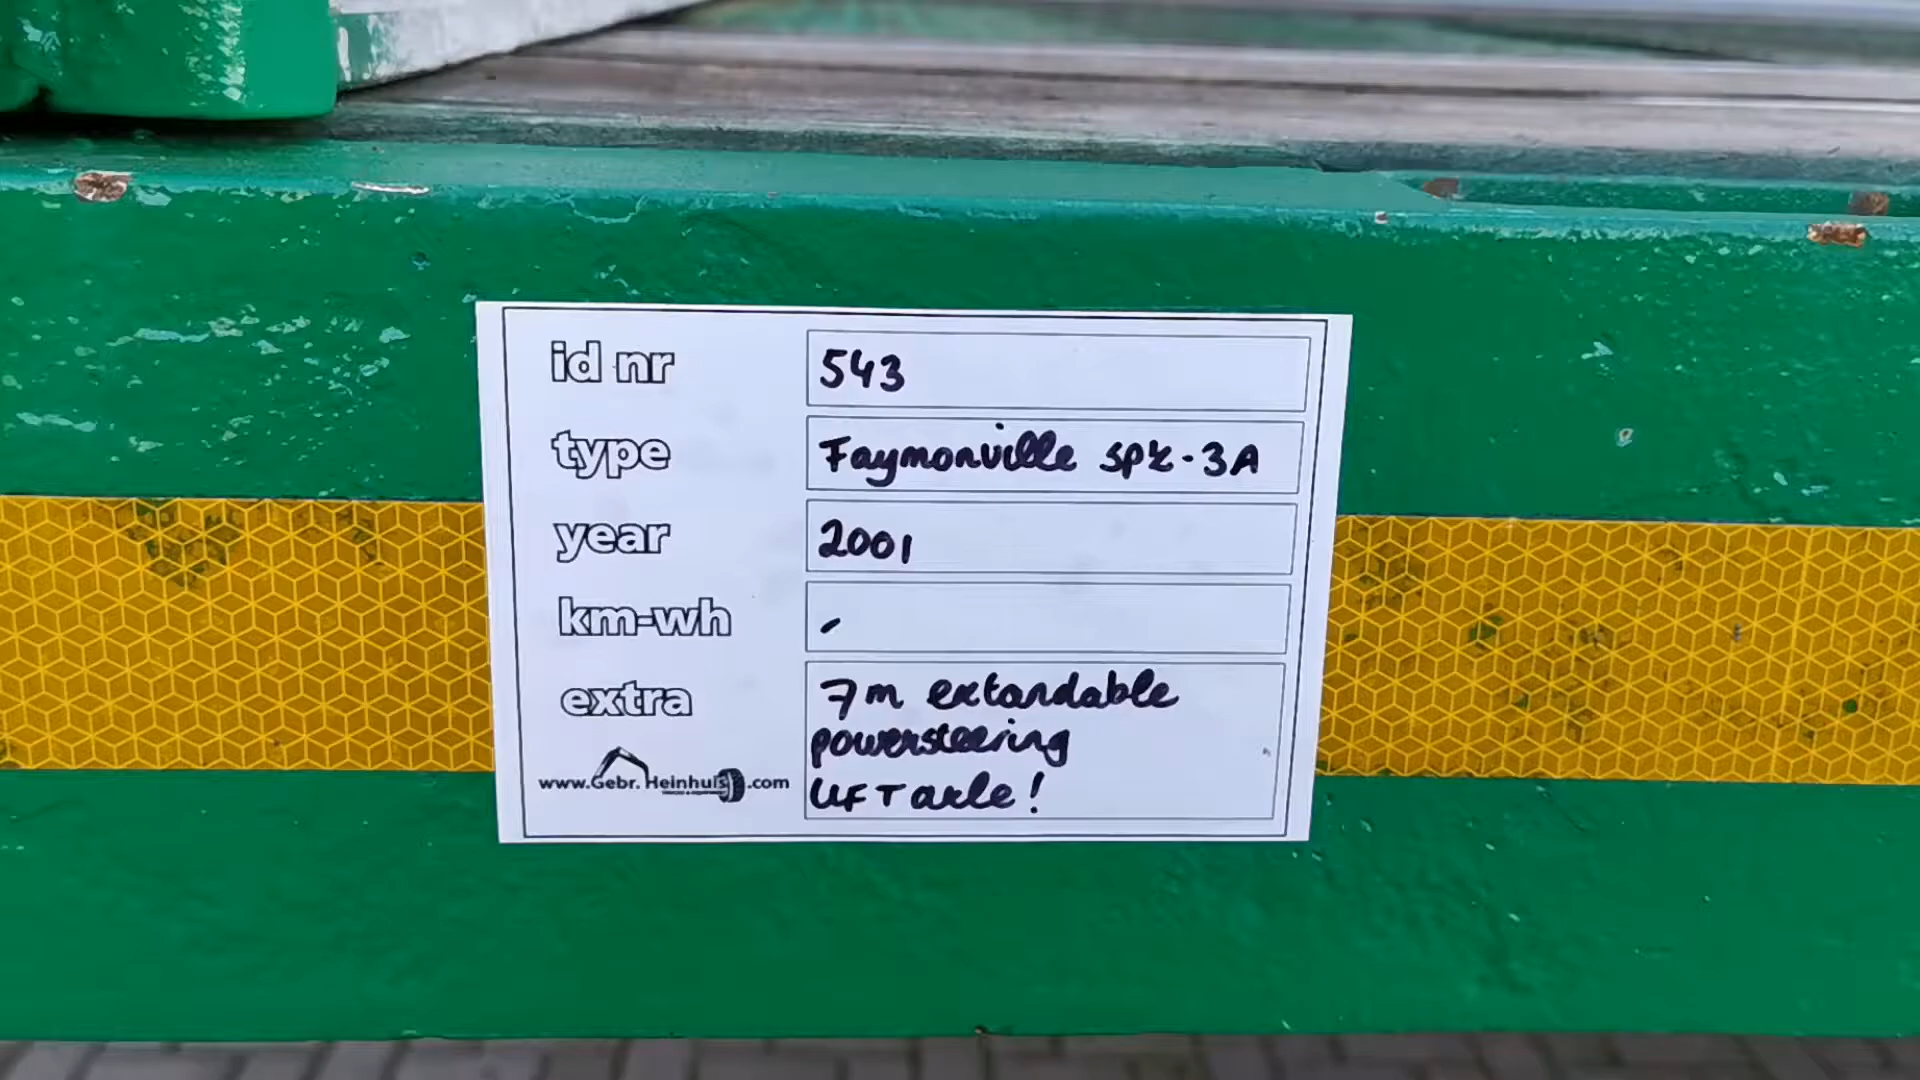 id nr 543
type Faymonville spz-3A
year 2001
km-wh -
extra 7m extandable
powersteering
www.Gebr.Heinhuis.com LIFT axle!